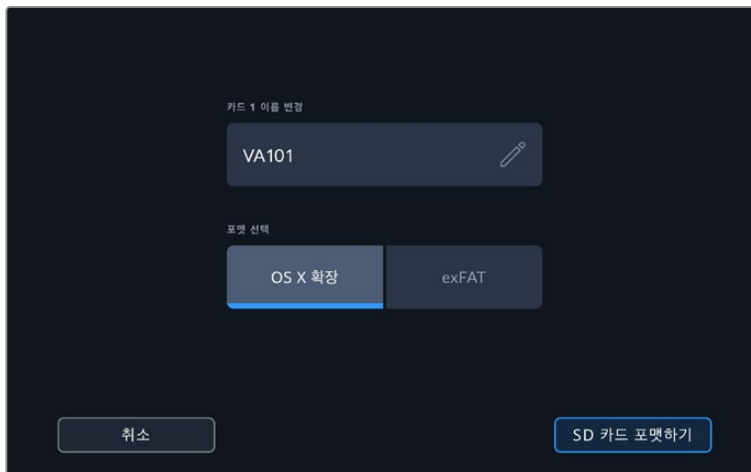 카드 1 이름 변경
VA101
포맷 선택
OS X 확장
exFAT
취소
SD 카드 포맷하기